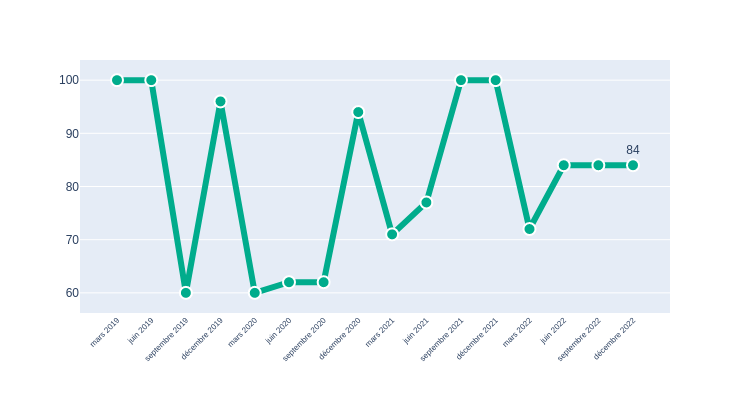 100
90
84
80
70
60
mars 2019
juin 2019
septembre 2019
décembre 2019
mars 2020
juin 2020
septembre 2020
décembre 2020
mars 2021
juin 2021
septembre 2021
décembre 2021
mars 2022
juin 2022
septembre 2022
décembre 2022